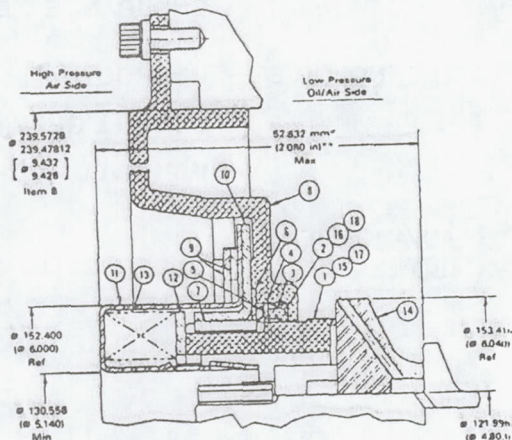 High Pressure
Air Side
Low Pressure
Oil/Air Side
ø 239.5728
239.47812
[ø 9.432
ø 9.428]
Item 8
52.832 mm*
(2.080 in)**
Max
10
8
18
16
2
6
4
3
1
15
17
9
5
7
11
13
12
14
ø 152.400
(ø 6.000)
Ref
ø 130.558
(ø 5.140)
Min
Ref